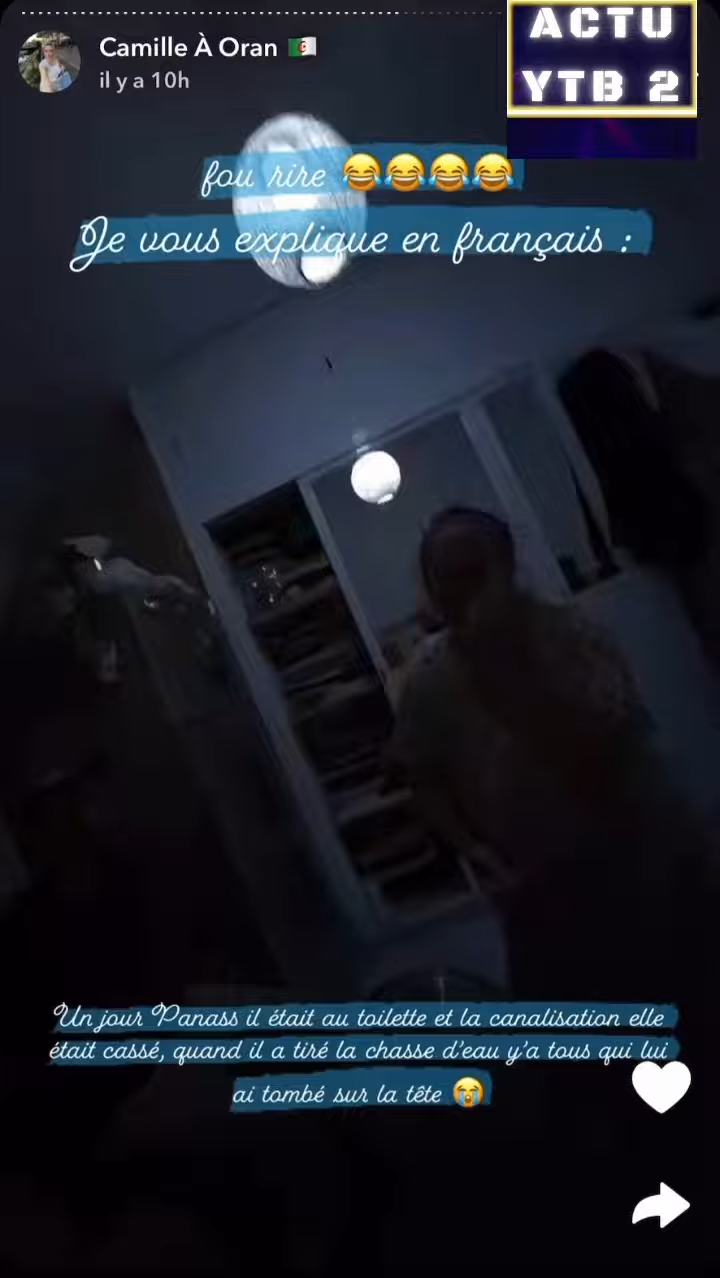 Camille À Oran 🇩🇿
il y a 10h
ACTU
YTB 2
fou rire 😂😂😂😂
Je vous explique en français :
Un jour Panass il était au toilette et la canalisation elle
était cassé, quand il a tiré la chasse d'eau y'a tous qui lui
ai tombé sur la tête 😭